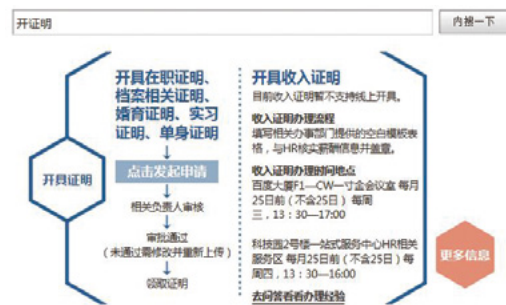 开证明
内搜一下
开具证明
开具在职证明、
档案相关证明、
婚育证明、实习
证明、单身证明
点击发起申请
相关负责人审核
审批通过
（未通过需修改并重新上传）
领取证明
开具收入证明
目前收入证明暂不支持线上开具。
收入证明办理流程
填写相关办事部门提供的空白模板表
格，与HR核实薪酬信息并盖章。
收入证明办理时间地点
百度大厦F1—CW一寸金会议室 每月
25日前（不含25日） 每周
三，13：30—17:00
科技园2号楼一站式服务中心HR相关
服务区 每月25日前（不含25日）每
周四，13：30—16:00
去问答看看办理经验
更多信息